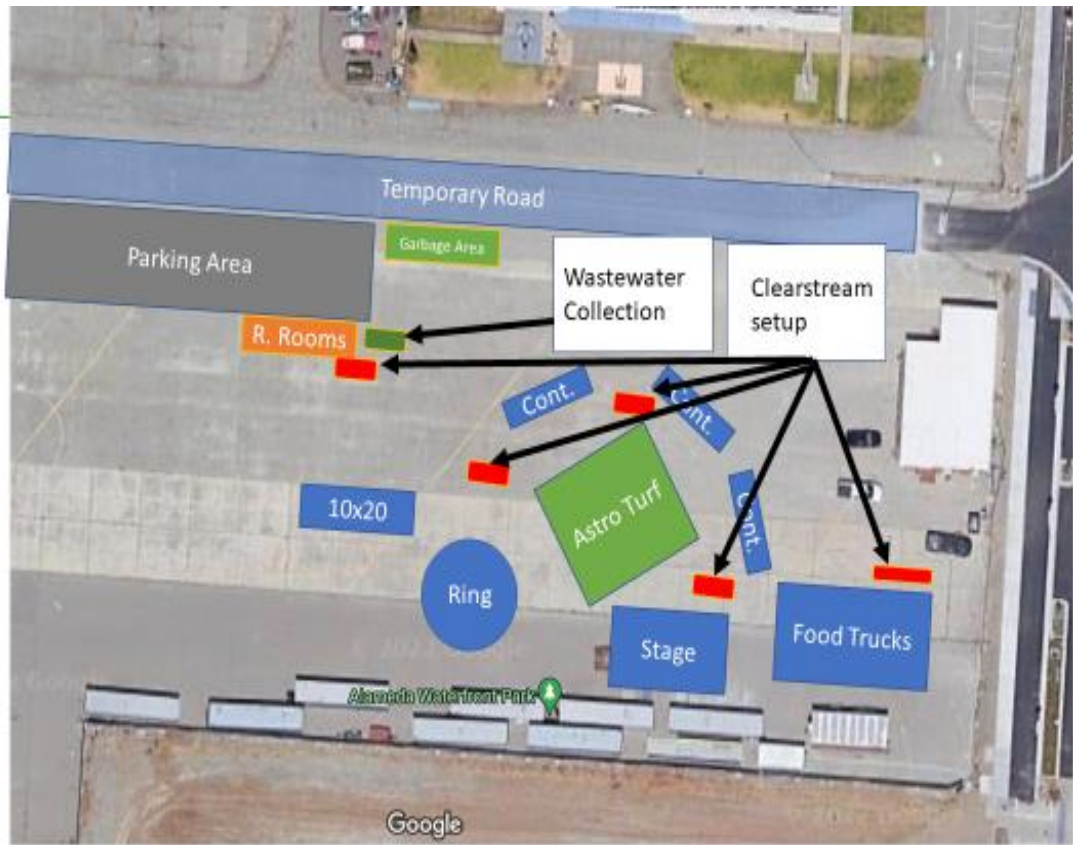 Temporary Road
Garbage Area
Parking Area
Wastewater
Collection
Clearstream
setup
R. Rooms
Cont.
Cont.
Cont.
10x20
Astro Turf
Ring
Stage
Food Trucks
Alameda Waterfront Park
Google